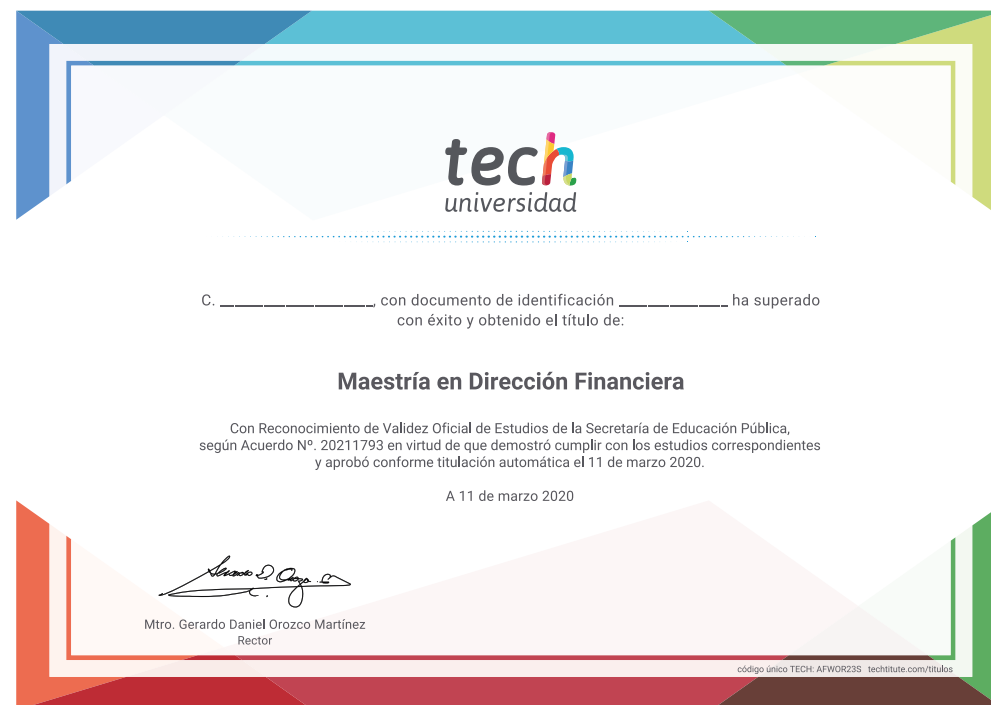 tech
universidad
C. ____________________, con documento de identificación ______________ ha superado
con éxito y obtenido el título de:
Maestría en Dirección Financiera
Con Reconocimiento de Validez Oficial de Estudios de la Secretaría de Educación Pública,
según Acuerdo Nº. 20211793 en virtud de que demostró cumplir con los estudios correspondientes
y aprobó conforme titulación automática el 11 de marzo 2020.
A 11 de marzo 2020
Mtro. Gerardo Daniel Orozco Martínez
Rector
código único TECH: AFWOR23S techtitute.com/titulos